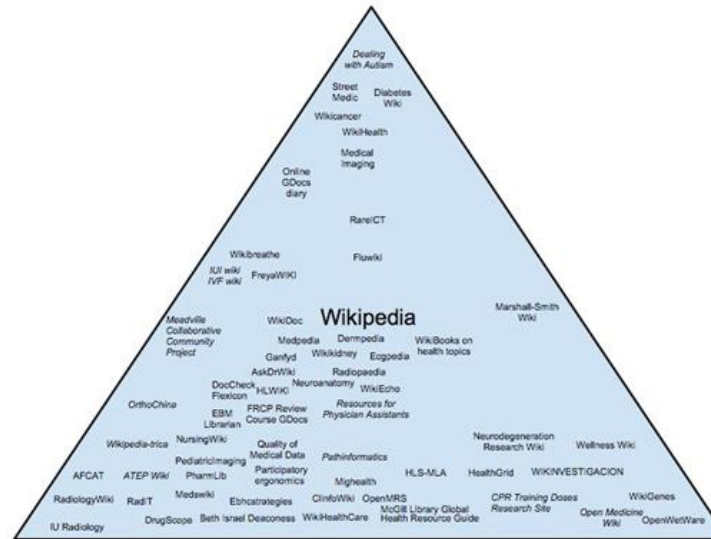 Dealing
with Autism
Street
Medic
Diabetes
Wiki
Wikicancer
WikiHealth
Medical
Imaging
Online
GDocs
diary
RareICT
Wikibreathe
Fluwiki
IUI wiki
IVF wiki
FreyaWIKI
Meadville
Collaborative
Community
Project
WikiDoc
Wikipedia
Marshall-Smith
Wiki
Medpedia
Dermpedia
WikiBooks on
health topics
Ganfyd
Wikikidney
Ecgpedia
AskDrWiki
Radiopaedia
DocCheck
Flexicon
HLWIKI
Neuroanatomy
WikiEcho
OrthoChina
EBM
Librarian
FRCP Review
Course GDocs
Resources for
Physician Assistants
Wikipedia-trica
NursingWiki
Quality of
Medical Data
Pathinformatics
Neurodegeneration
Research Wiki
Wellness Wiki
PediatricImaging
AFCAT
ATEP Wiki
PharmLib
Participatory
ergonomics
Mighealth
HLS-MLA
HealthGrid
WIKINVESTIGACION
RadiologyWiki
RadIT
Medswiki
Ebhcstrategies
ClinfoWiki
OpenMRS
CPR Training Doses
Research Site
WikiGenes
IU Radiology
DrugScope
Beth Israel Deaconess
WikiHealthCare
McGill Library Global
Health Resource Guide
Open Medicine
Wiki
OpenWetWare